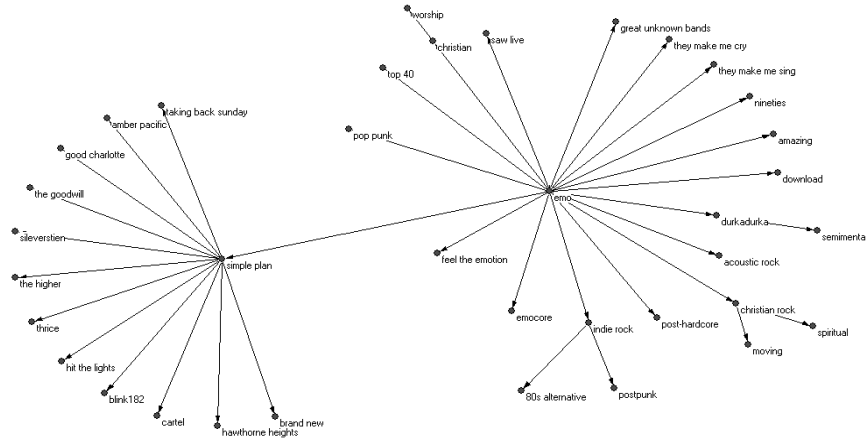 worship
christian
saw live
great unknown bands
they make me cry
top 40
they make me sing
nineties
taking back sunday
amber pacific
pop punk
amazing
good charlotte
download
the goodwill
emo
durkadurka
semimenta
sileverstien
acoustic rock
feel the emotion
simple plan
the higher
emocore
christian rock
post-hardcore
indie rock
spiritual
thrice
moving
hit the lights
80s alternative
postpunk
blink182
cartel
brand new
hawthorne heights